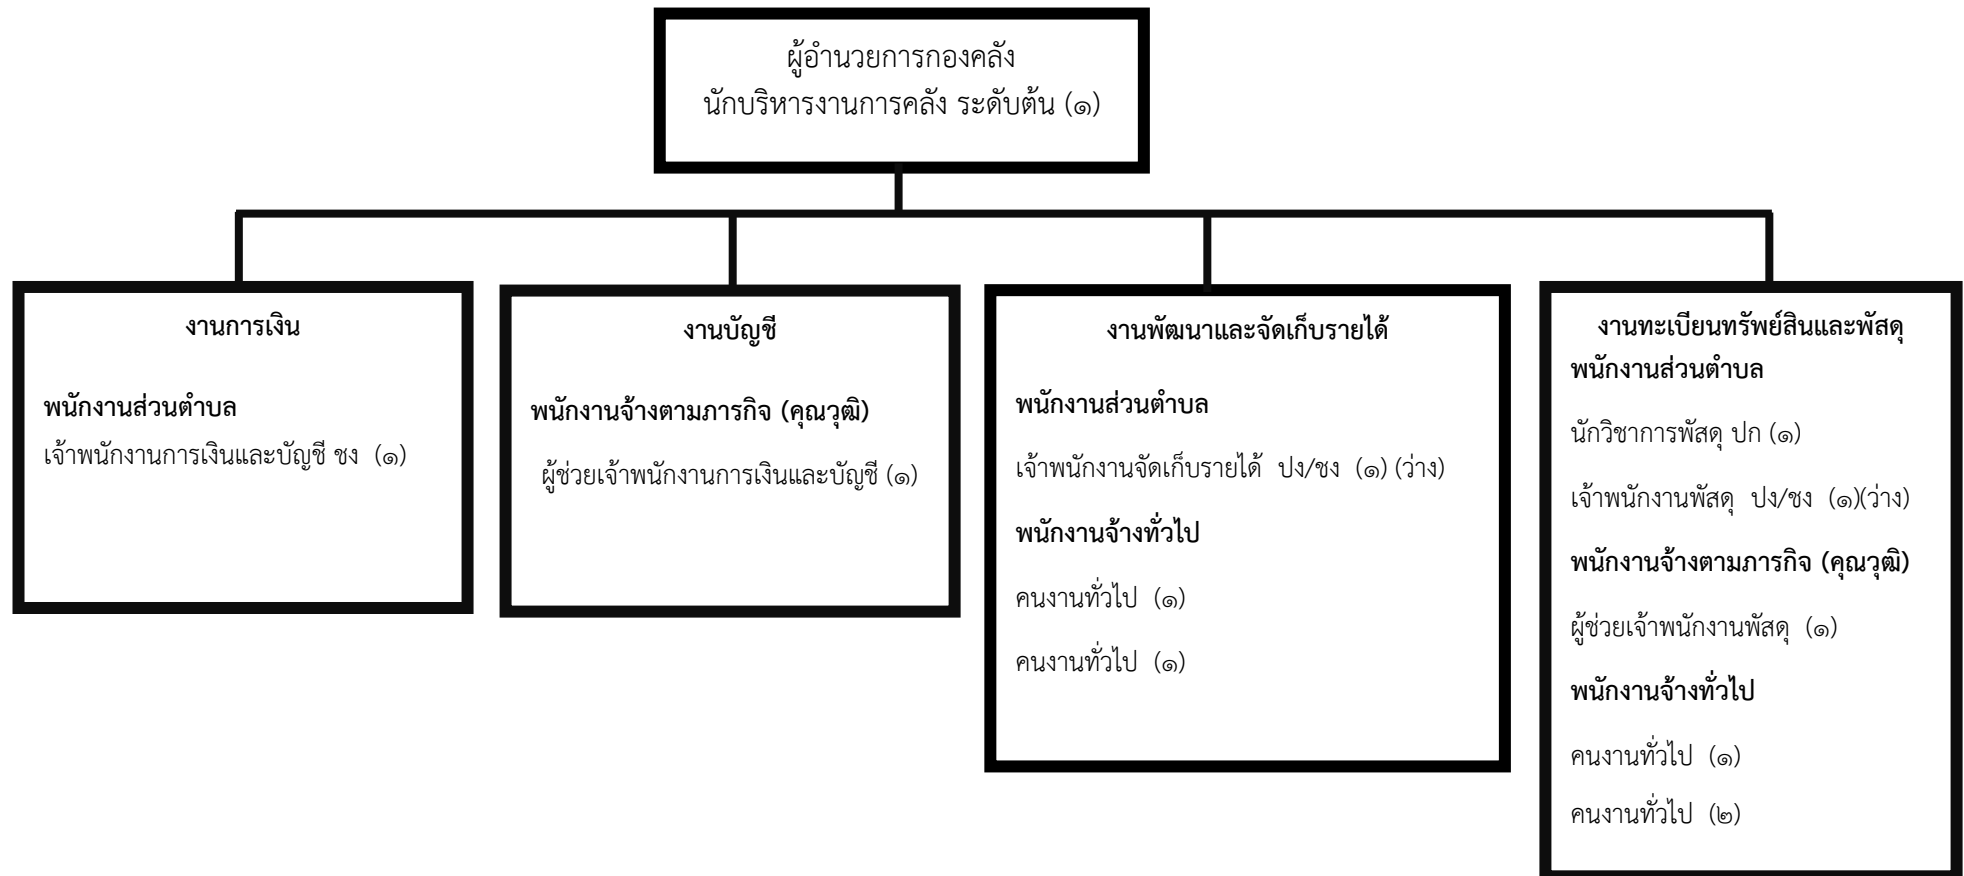 ผู้อำนวยการกองคลัง
นักบริหารงานการคลัง ระดับต้น (๑)
งานการเงิน
พนักงานส่วนตำบล
เจ้าพนักงานการเงินและบัญชี ชง (๑)
งานบัญชี
พนักงานจ้างตามภารกิจ (คุณวุฒิ)
ผู้ช่วยเจ้าพนักงานการเงินและบัญชี (๑)
งานพัฒนาและจัดเก็บรายได้
พนักงานส่วนตำบล
เจ้าพนักงานจัดเก็บรายได้ ปง/ชง (๑) (ว่าง)
พนักงานจ้างทั่วไป
คนงานทั่วไป (๑)
คนงานทั่วไป (๑)
งานทะเบียนทรัพย์สินและพัสดุ
พนักงานส่วนตำบล
นักวิชาการพัสดุ ปก (๑)
เจ้าพนักงานพัสดุ ปง/ชง (๑)(ว่าง)
พนักงานจ้างตามภารกิจ (คุณวุฒิ)
ผู้ช่วยเจ้าพนักงานพัสดุ (๑)
พนักงานจ้างทั่วไป
คนงานทั่วไป (๑)
คนงานทั่วไป (๒)